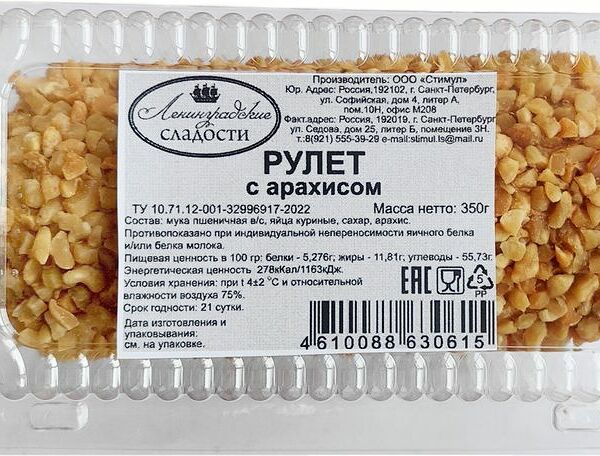 Ленинградские
сладости
Производитель: ООО «Стимул»
Юр. Адрес: Россия,192102, г. Санкт-Петербург,
ул. Софийская, дом 4, литер А,
пом.10Н, офис М208
Факт.адрес: Россия, 192019. г. Санкт-Петербург
ул. Седова, дом 25, литер Б, помещение 3Н.
т.:8(921) 555-39-29 e-mail:stimul.ls@mail.ru
РУЛЕТ
с арахисом
ТУ 10.71.12-001-32996917-2022 Масса нетто: 350г
Состав: мука пшеничная в/с, яйца куриные, сахар, арахис.
Противопоказано при индивидуальной непереносимости яичного белка
и/или белка молока.
Пищевая ценность в 100 гр: белки - 5,276г; жиры - 11,81г; углеводы - 55,73г.
Энергетическая ценность 278кКал/1163кДж.
Условия хранения: при t 4±2 °С и относительной
влажности воздуха 75%.
Срок годности: 21 сутки.
Дата изготовления и
упаковывания:
см. на упаковке.
ЕАС
5
PP
4 610088 630615